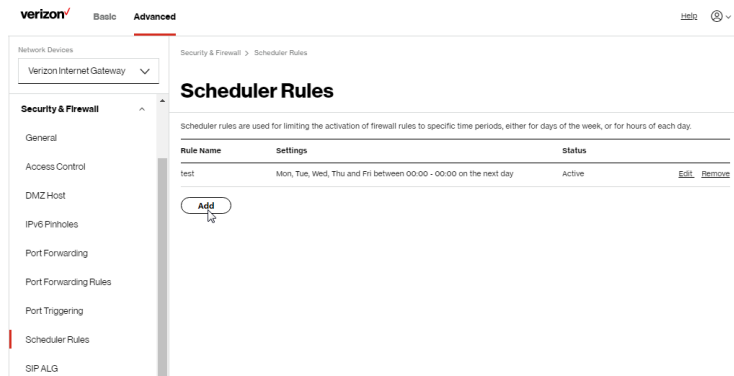 verizon✓ Basic Advanced Help
Network Devices
Verizon Internet Gateway
Security & Firewall
General
Access Control
DMZ Host
IPv6 Pinholes
Port Forwarding
Port Forwarding Rules
Port Triggering
Scheduler Rules
SIP ALG
Security & Firewall > Scheduler Rules
Scheduler Rules
Scheduler rules are used for limiting the activation of firewall rules to specific time periods, either for days of the week, or for hours of each day.
Rule Name Settings Status
test Mon, Tue, Wed, Thu and Fri between 00:00 - 00:00 on the next day Active Edit Remove
Add